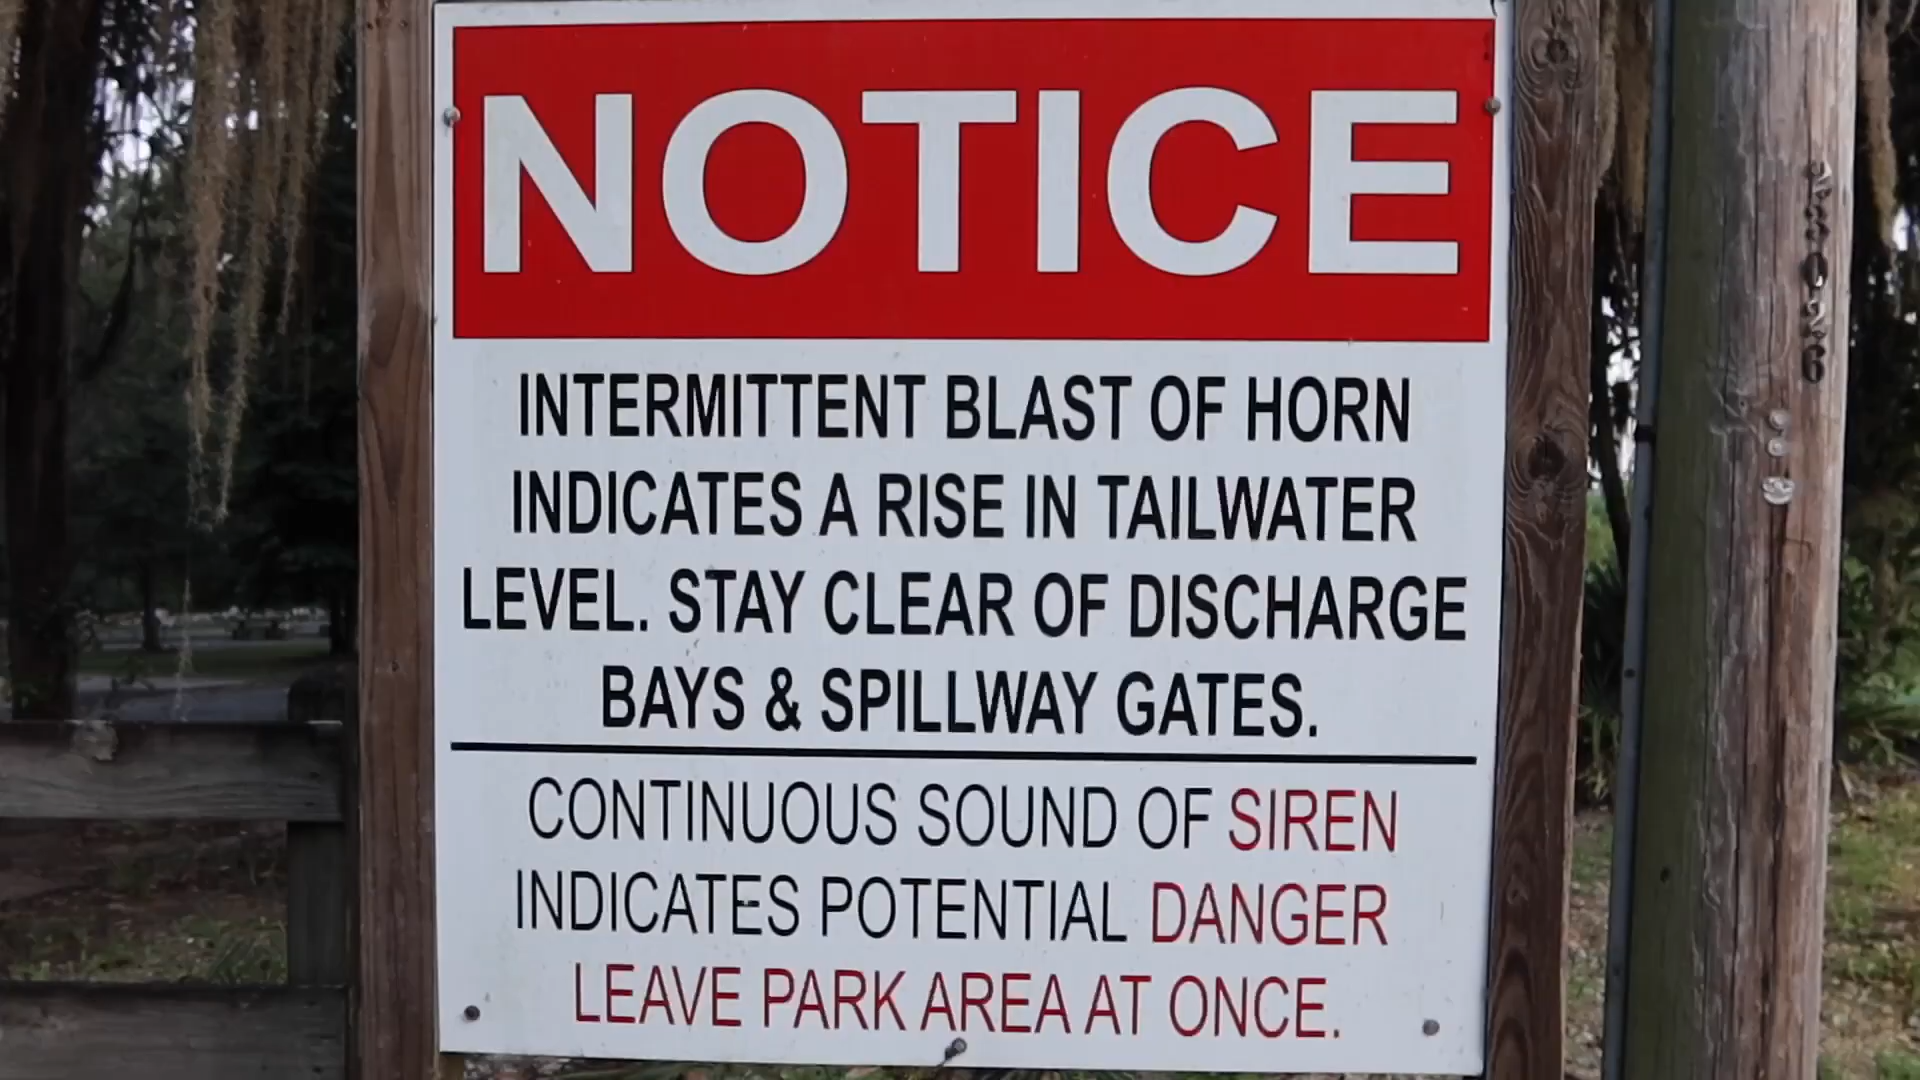 NOTICE
INTERMITTENT BLAST OF HORN
INDICATES A RISE IN TAILWATER
LEVEL. STAY CLEAR OF DISCHARGE
BAYS & SPILLWAY GATES.
CONTINUOUS SOUND OF SIREN
INDICATES POTENTIAL DANGER
LEAVE PARK AREA AT ONCE.